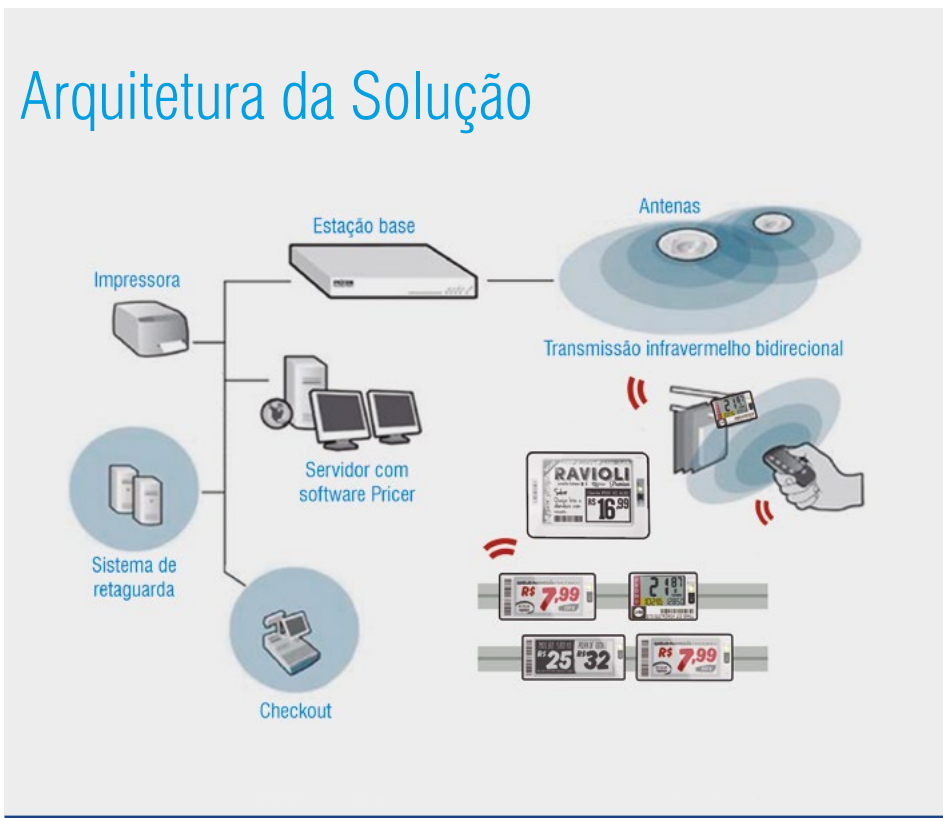 Arquitetura da Solução
Antenas
Estação base
Impressora
Transmissão infravermelho bidirecional
Servidor com
software Pricer
RAVIOLI
R$ 16,99
Sistema de
retaguarda
R$ 7,99
2187
R$ 25 R$ 32
R$ 7,99
Checkout